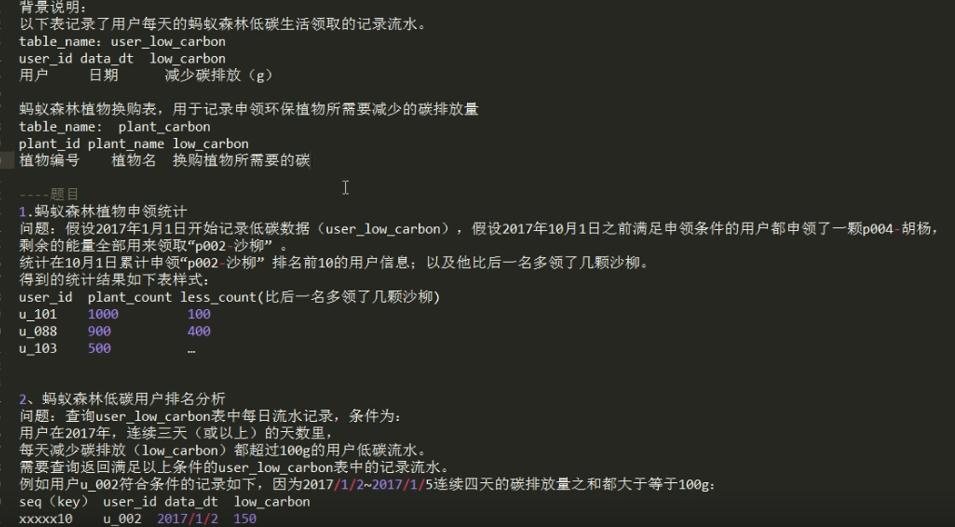 背景说明:
以下表记录了用户每天的蚂蚁森林低碳生活领取的记录流水。
table_name: user_low_carbon
user_id data_dt low_carbon
用户 日期 减少碳排放（g）
蚂蚁森林植物换购表，用于记录申领环保植物所需要减少的碳排放量
table_name: plant_carbon
plant_id plant_name low_carbon
植物编号 植物名 换购植物所需要的碳
----题目
1.蚂蚁森林植物申领统计
问题：假设2017年1月1日开始记录低碳数据（user_low_carbon），假设2017年10月1日之前满足申领条件的用户都申领了一颗p004-胡杨，
剩余的能量全部用来领取“p002-沙柳” 。
统计在10月1日累计申领“p002-沙柳” 排名前10的用户信息；以及他比后一名多领了几颗沙柳。
得到的统计结果如下表样式：
user_id plant_count less_count(比后一名多领了几颗沙柳)
u_101 1000 100
u_088 900 400
u_103 500 …
2、蚂蚁森林低碳用户排名分析
问题：查询user_low_carbon表中每日流水记录，条件为：
用户在2017年，连续三天（或以上）的天数里，
每天减少碳排放（low_carbon）都超过100g的用户低碳流水。
需要查询返回满足以上条件的user_low_carbon表中的记录流水。
例如用户u_002符合条件的记录如下，因为2017/1/2~2017/1/5连续四天的碳排放量之和都大于等于100g：
seq（key） user_id data_dt low_carbon
xxxxx10 u_002 2017/1/2 150